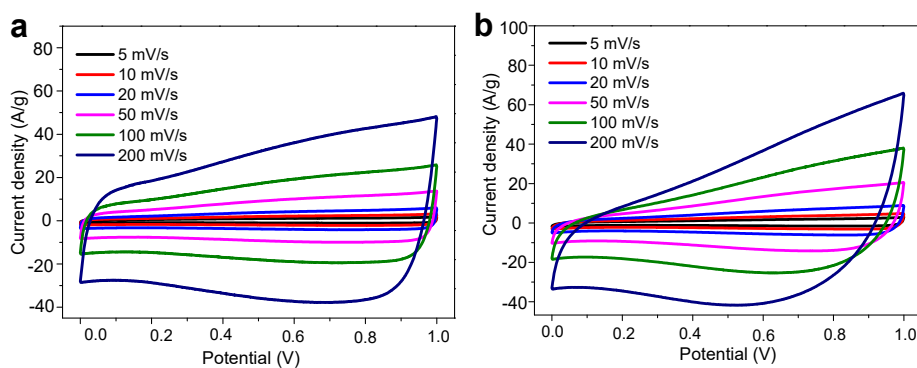 a
80
60
40
20
0
-20
-40
Current density (A/g)
5 mV/s
10 mV/s
20 mV/s
50 mV/s
100 mV/s
200 mV/s
0.0 0.2 0.4 0.6 0.8 1.0
Potential (V)
b
100
80
60
40
20
0
-20
-40
Current density (A/g)
5 mV/s
10 mV/s
20 mV/s
50 mV/s
100 mV/s
200 mV/s
0.0 0.2 0.4 0.6 0.8 1.0
Potential (V)